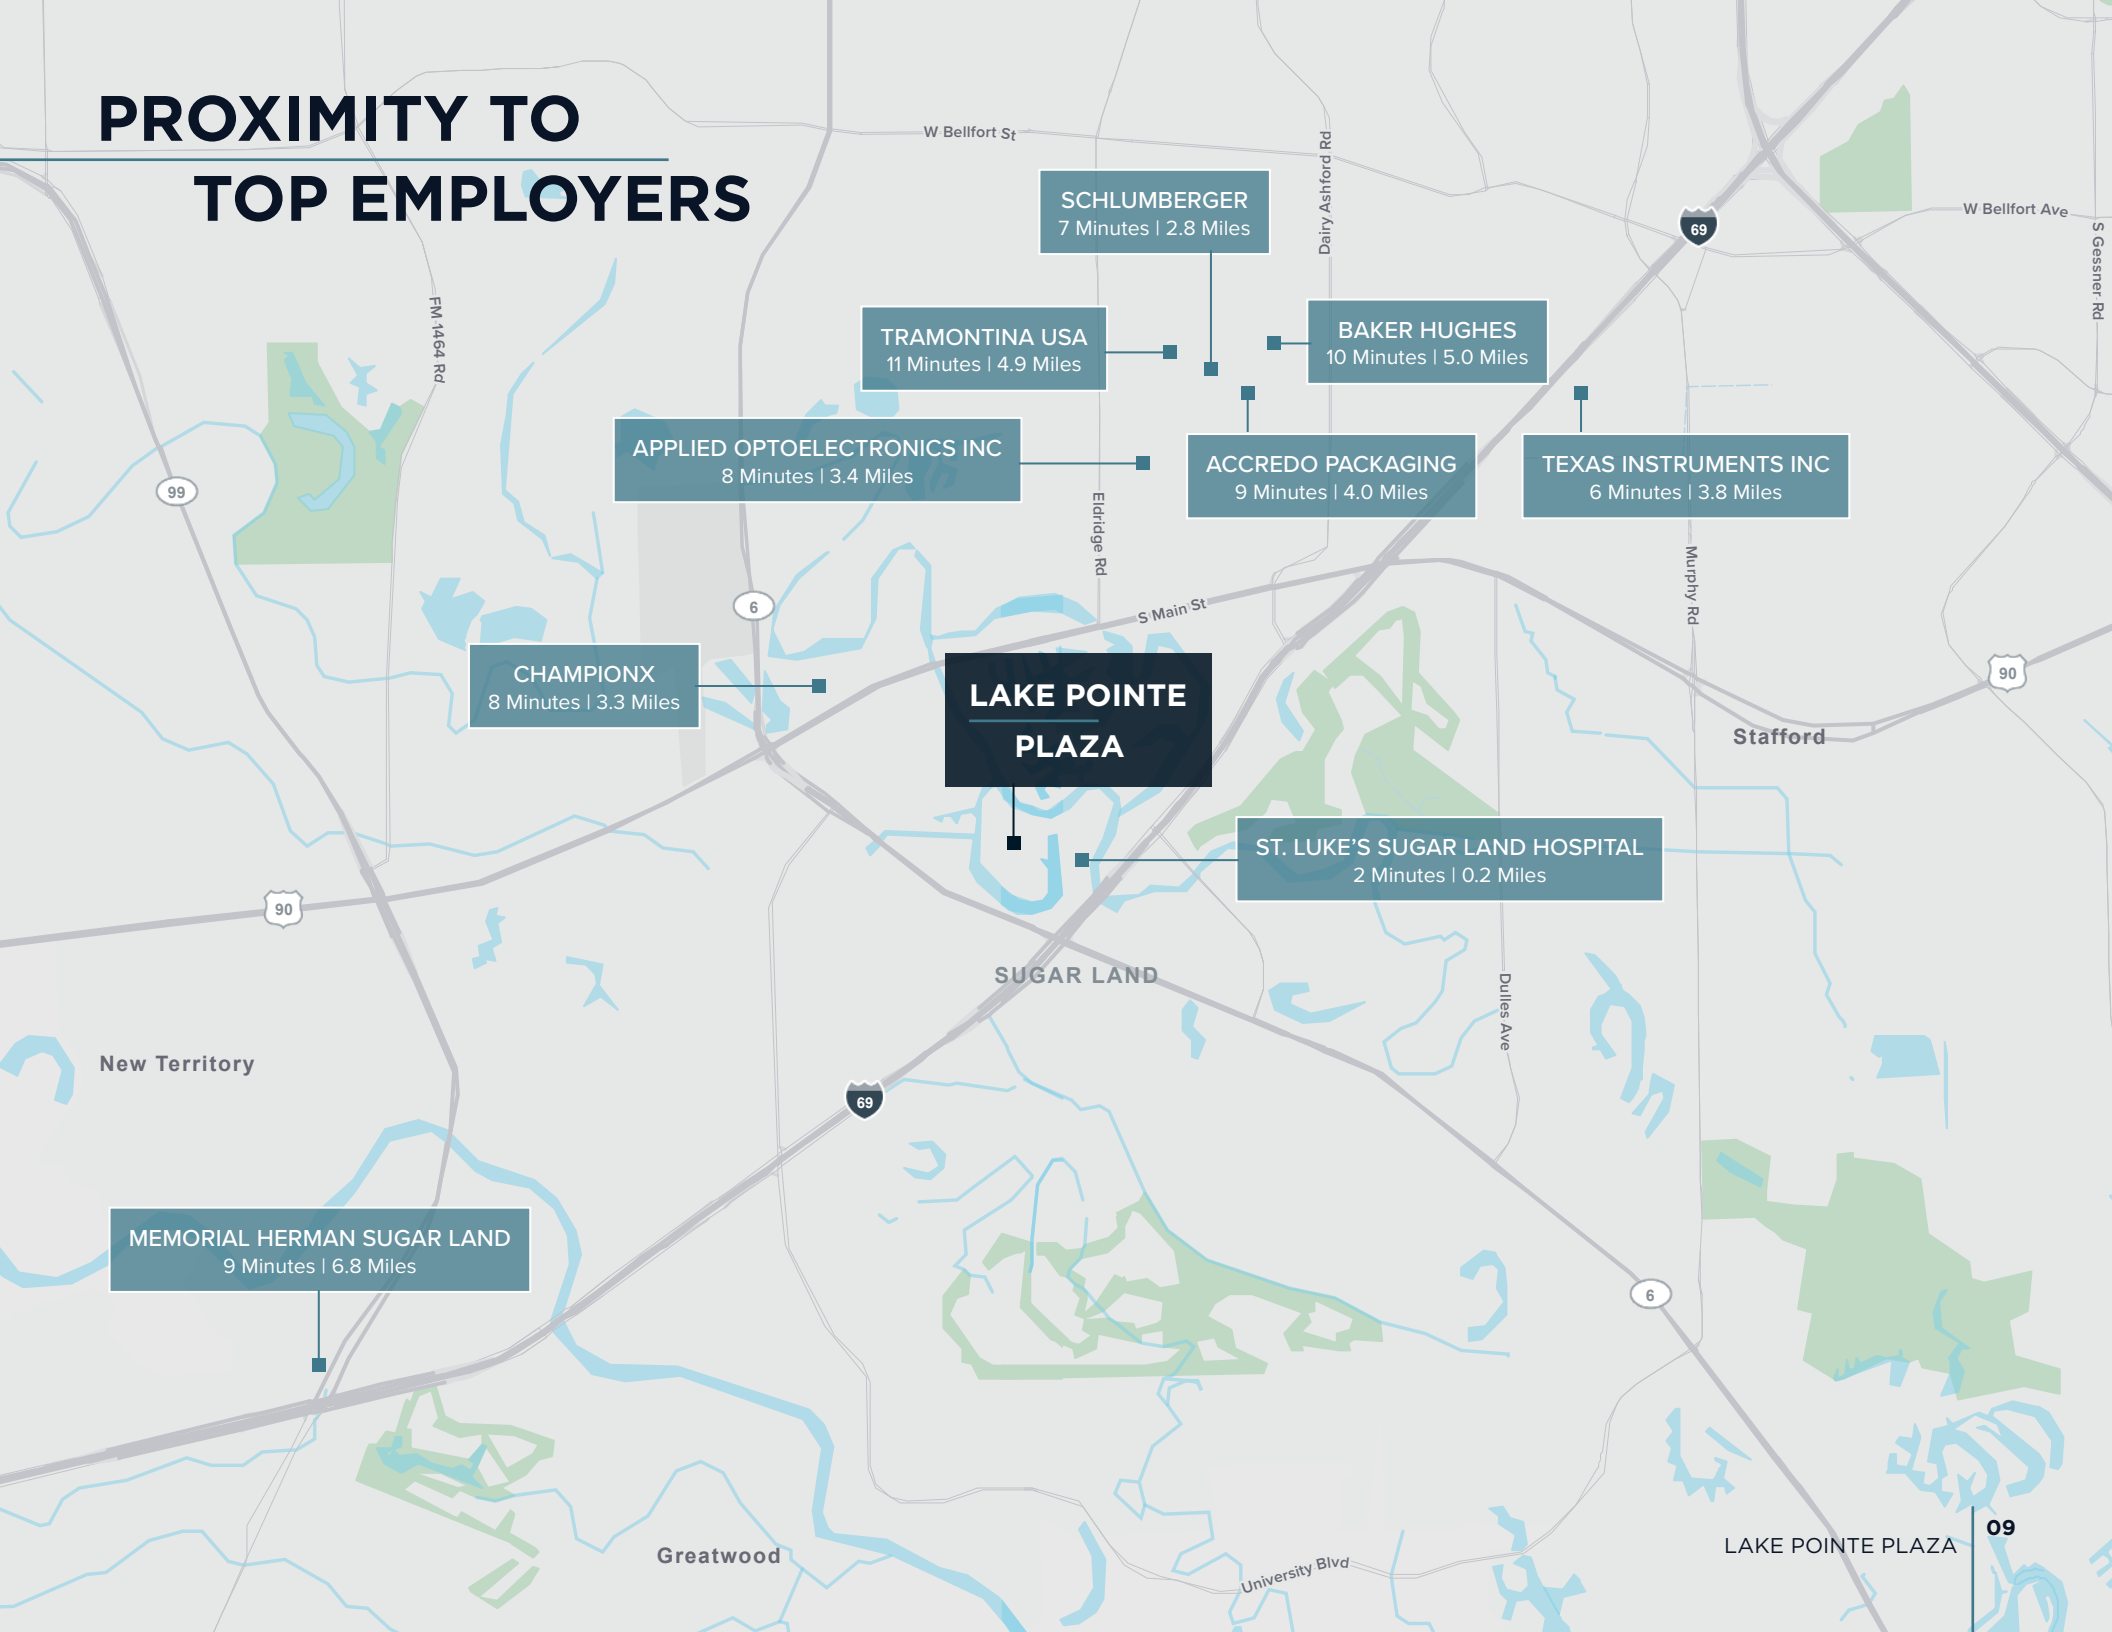 PROXIMITY TO
TOP EMPLOYERS
W Bellfort St
Dairy Ashford Rd
SCHLUMBERGER
7 Minutes | 2.8 Miles
69
W Bellfort Ave
S Gessner Rd
FM 1464 Rd
TRAMONTINA USA
11 Minutes | 4.9 Miles
BAKER HUGHES
10 Minutes | 5.0 Miles
APPLIED OPTOELECTRONICS INC
8 Minutes | 3.4 Miles
ACCREDO PACKAGING
9 Minutes | 4.0 Miles
TEXAS INSTRUMENTS INC
6 Minutes | 3.8 Miles
99
Eldridge Rd
Murphy Rd
6
S Main St
CHAMPIONX
8 Minutes | 3.3 Miles
LAKE POINTE
PLAZA
90
Stafford
ST. LUKE'S SUGAR LAND HOSPITAL
2 Minutes | 0.2 Miles
90
SUGAR LAND
Dulles Ave
New Territory
69
MEMORIAL HERMAN SUGAR LAND
9 Minutes | 6.8 Miles
6
Greatwood
University Blvd
LAKE POINTE PLAZA
09